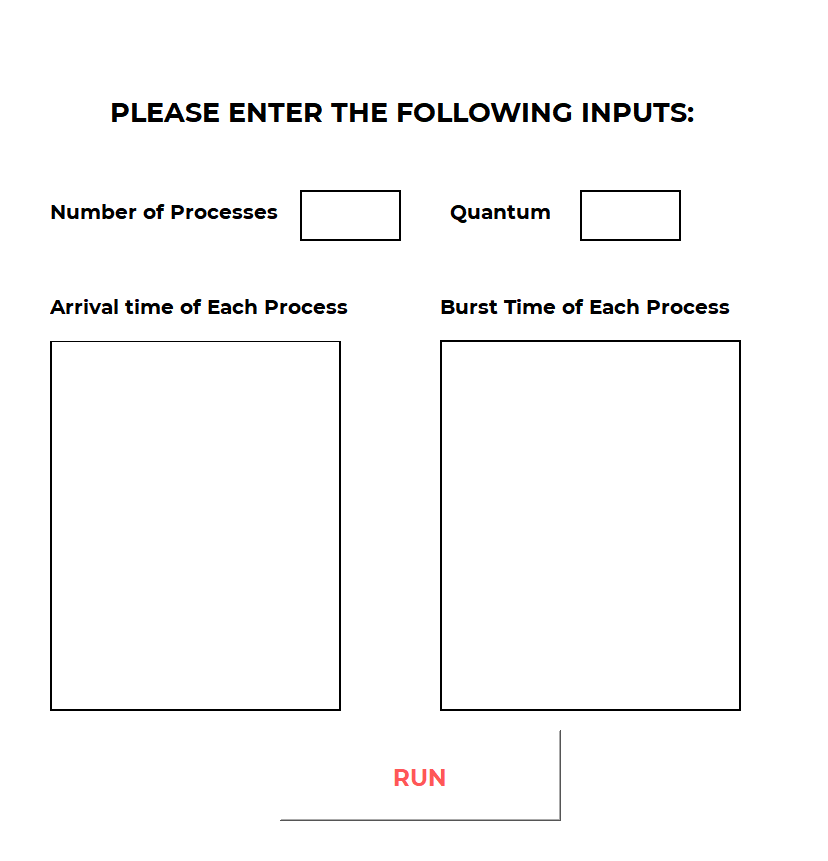 PLEASE ENTER THE FOLLOWING INPUTS:
Number of Processes
Quantum
Arrival time of Each Process
Burst Time of Each Process
RUN